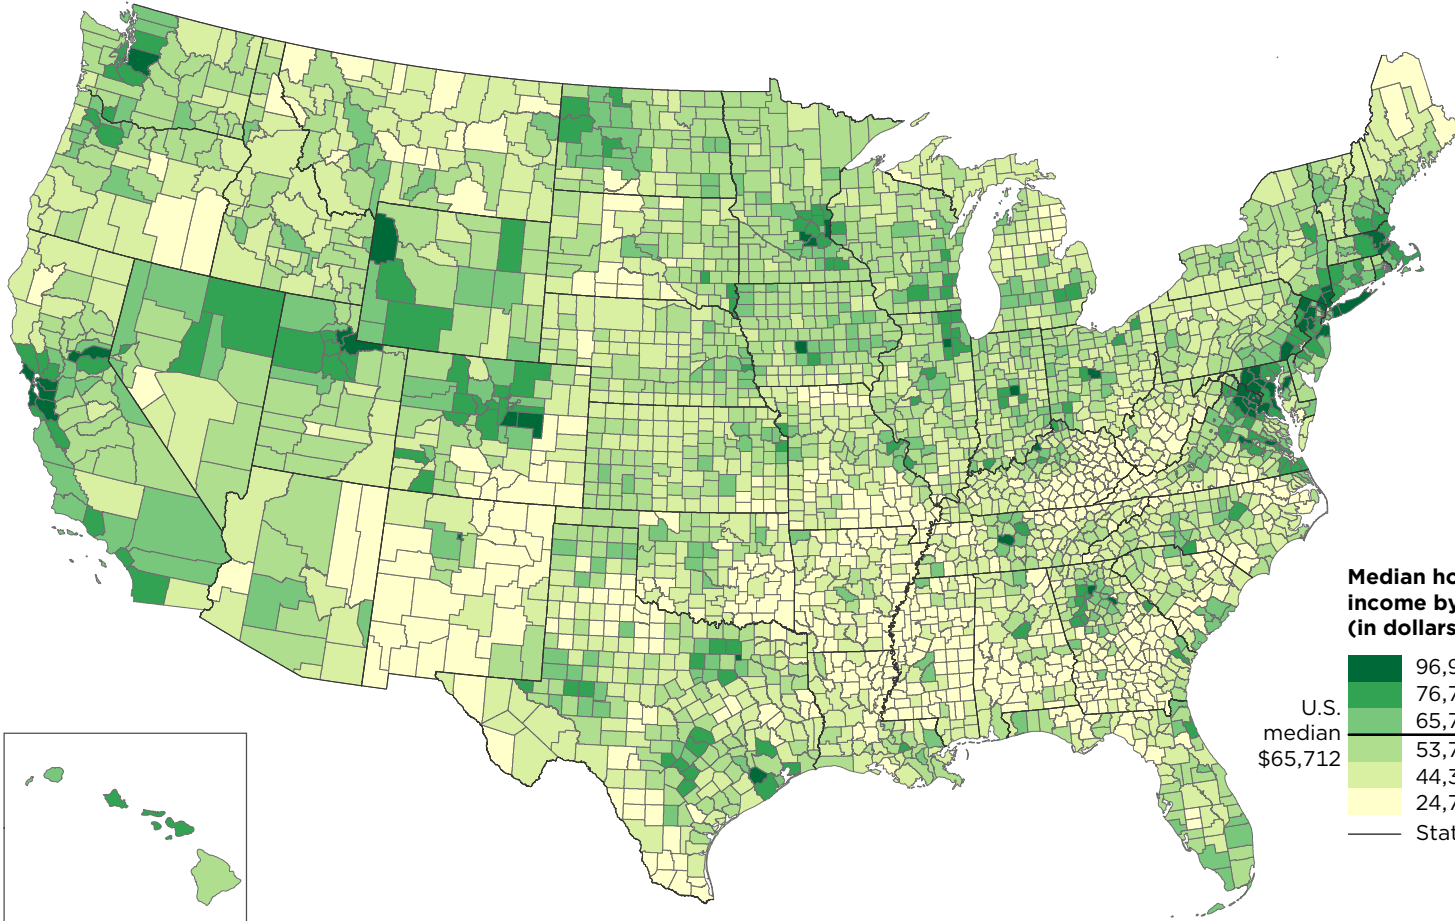 Median ho
income by
(in dollars
96,9
76,7
65,7
U.S.
median
$65,712
53,7
44,3
24,7
Stat